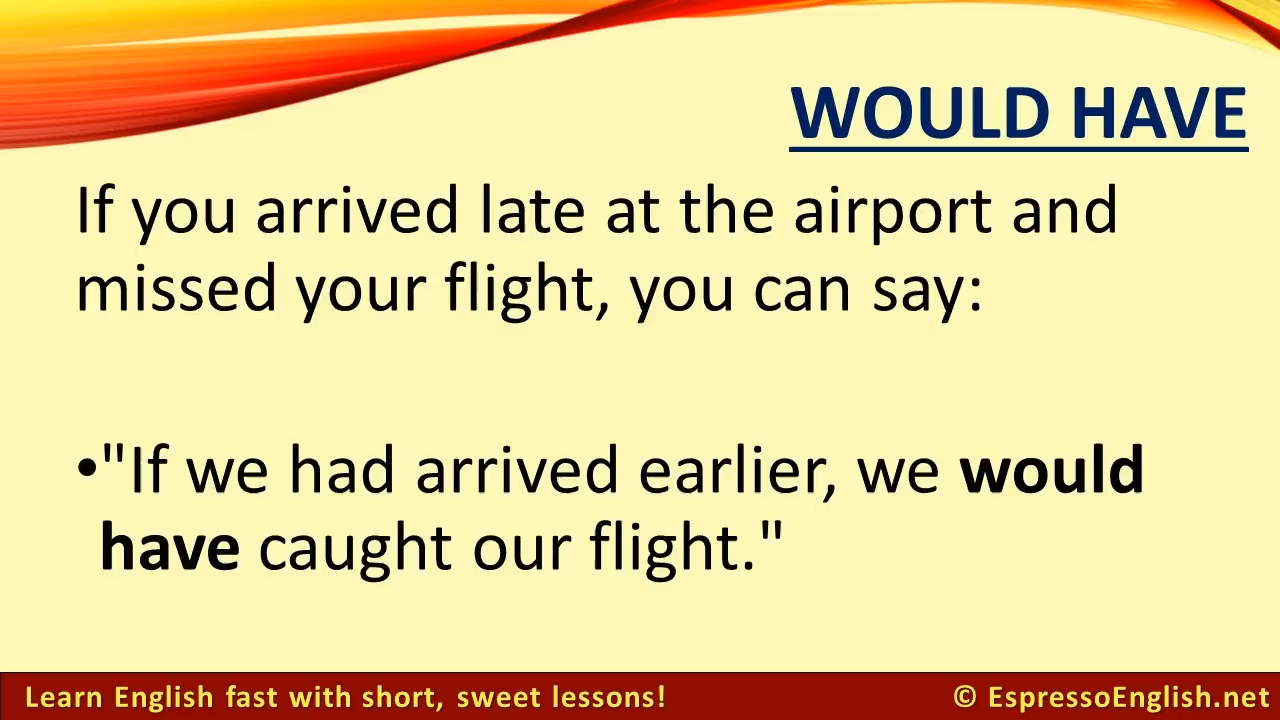 WOULD HAVE
If you arrived late at the airport and
missed your flight, you can say:
•"If we had arrived earlier, we would
have caught our flight."
Learn English fast with short, sweet lessons!
© EspressoEnglish.net